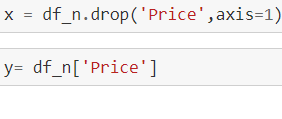 x = df_n.drop('Price',axis=1)
y= df_n['Price']